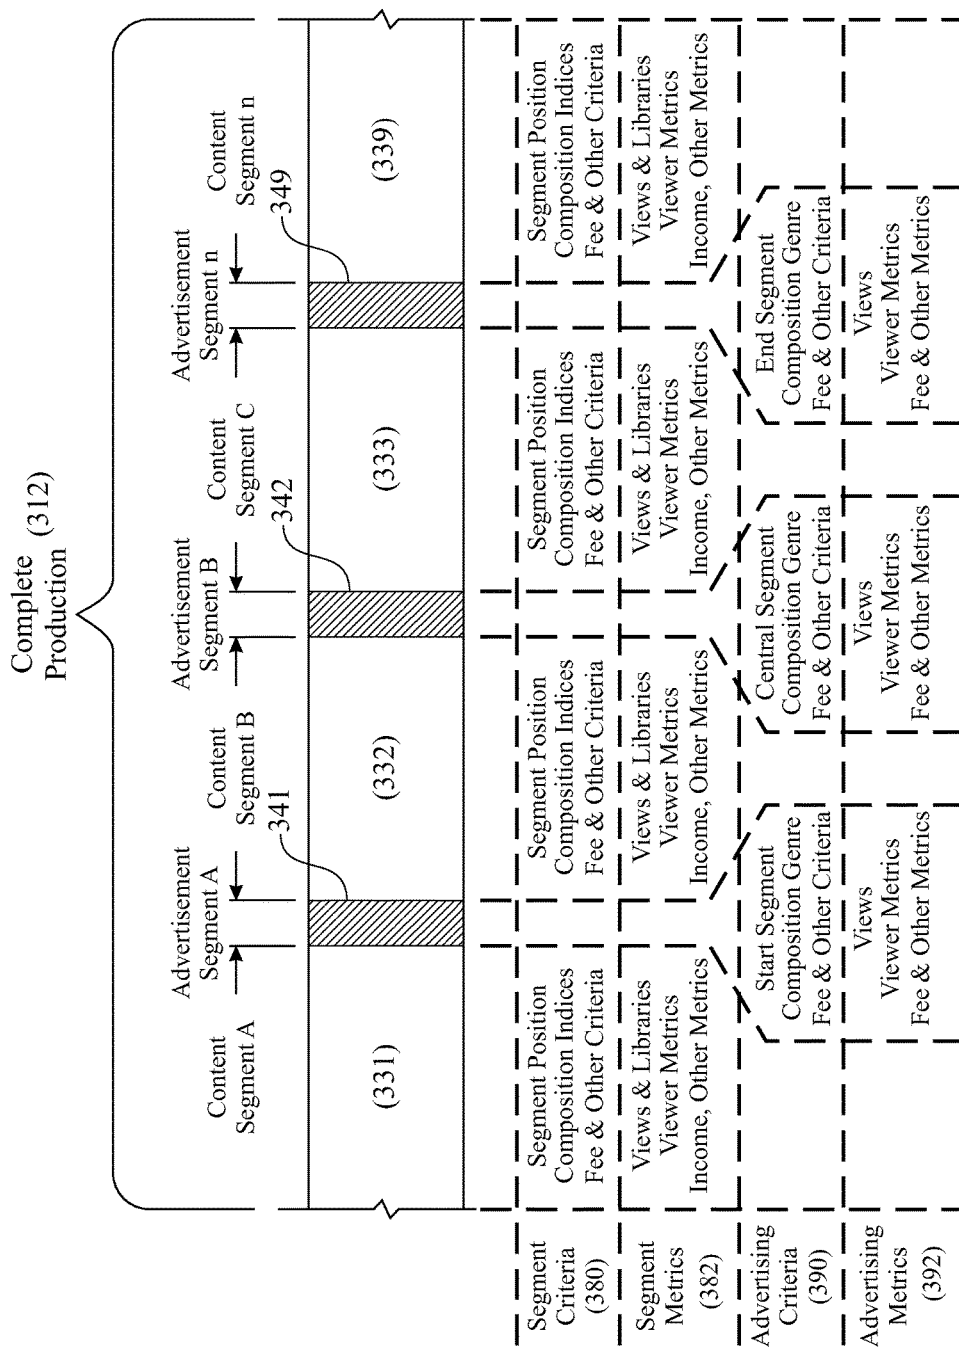 Complete
Production (312)
Content
Segment A
Advertisement
Segment A
Content
Segment B
Advertisement
Segment B
Content
Segment C
Advertisement
Segment n
Content
Segment n
341
342
349
(331)
(332)
(333)
(339)
Segment
Criteria
(380)
Segment Position
Composition Indices
Fee & Other Criteria
Segment Position
Composition Indices
Fee & Other Criteria
Segment Position
Composition Indices
Fee & Other Criteria
Segment Position
Composition Indices
Fee & Other Criteria
Segment
Metrics
(382)
Views & Libraries
Viewer Metrics
Income, Other Metrics
Views & Libraries
Viewer Metrics
Income, Other Metrics
Views & Libraries
Viewer Metrics
Income, Other Metrics
Views & Libraries
Viewer Metrics
Income, Other Metrics
Advertising
Criteria
(390)
Start Segment
Composition Genre
Fee & Other Criteria
Central Segment
Composition Genre
Fee & Other Criteria
End Segment
Composition Genre
Fee & Other Criteria
Advertising
Metrics
(392)
Views
Viewer Metrics
Fee & Other Metrics
Views
Viewer Metrics
Fee & Other Metrics
Views
Viewer Metrics
Fee & Other Metrics